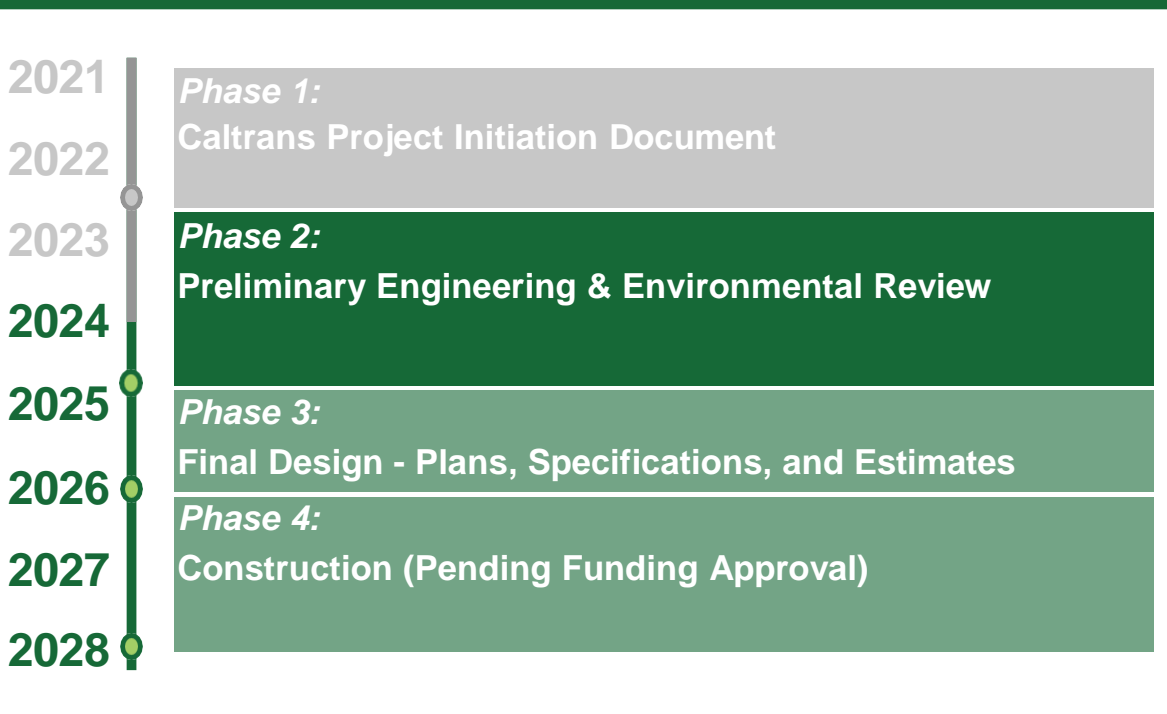 2021
Phase 1:
Caltrans Project Initiation Document
2022
2023
Phase 2:
Preliminary Engineering & Environmental Review
2024
2025
Phase 3:
Final Design - Plans, Specifications, and Estimates
2026
Phase 4:
Construction (Pending Funding Approval)
2027
2028